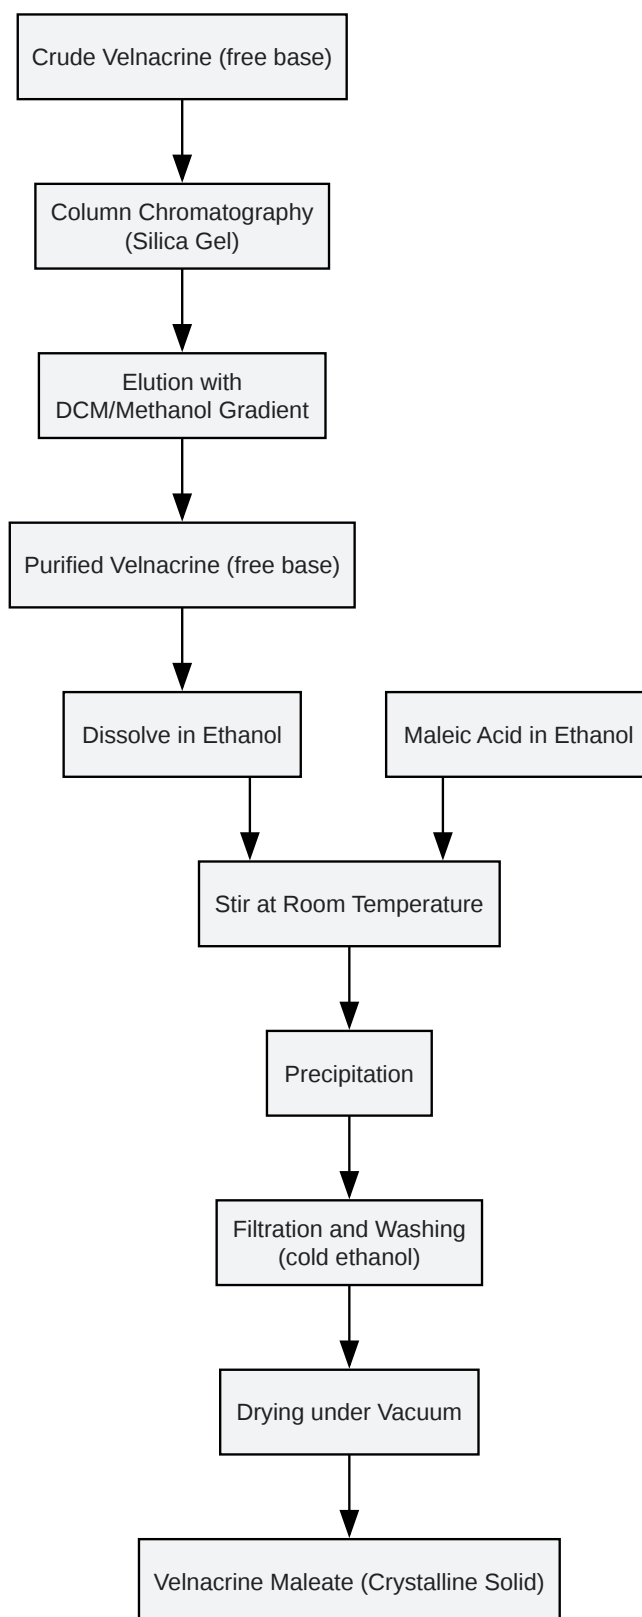 Crude Velnacrine (free base)
Column Chromatography
(Silica Gel)
Elution with
DCM/Methanol Gradient
Purified Velnacrine (free base)
Dissolve in Ethanol
Maleic Acid in Ethanol
Stir at Room Temperature
Precipitation
Filtration and Washing
(cold ethanol)
Drying under Vacuum
Velnacrine Maleate (Crystalline Solid)